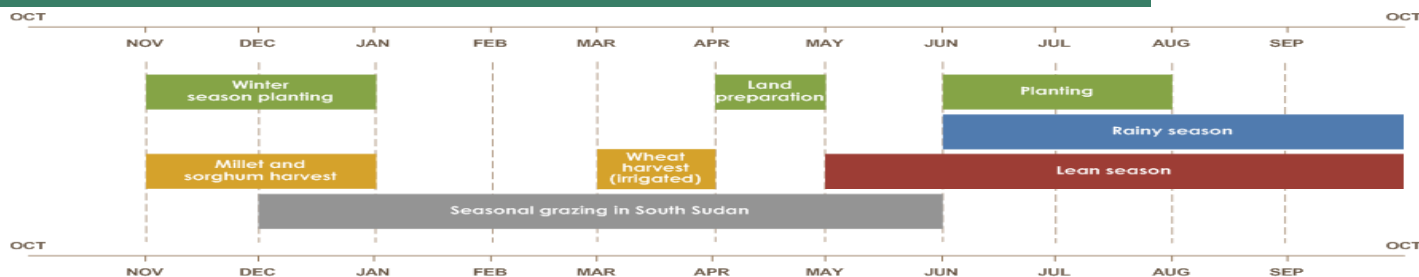 OCT OCT
NOV DEC JAN FEB MAR APR MAY JUN JUL AUG SEP
Winter
season planting
Land
preparation
Planting
Rainy season
Millet and
sorghum harvest
Wheat
harvest
(irrigated)
Lean season
Seasonal grazing in South Sudan
OCT OCT
NOV DEC JAN FEB MAR APR MAY JUN JUL AUG SEP